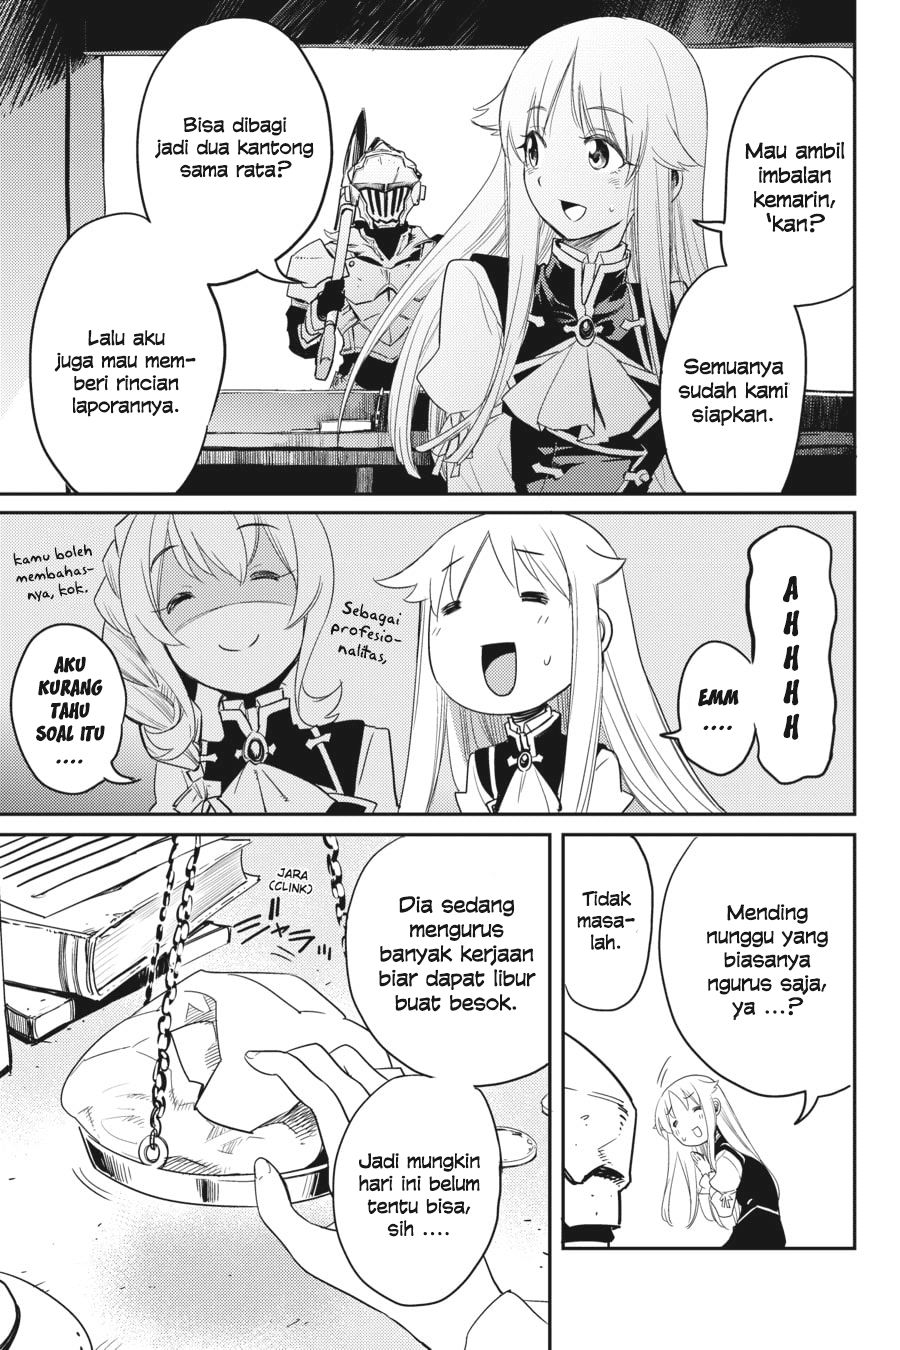 Mau ambil
imbalan
kemarin,
'kan?
Semuanya
sudah kami
siapkan.
Bisa dibagi
jadi dua kantong
sama rata?
Lalu aku
juga mau mem-
beri rincian
laporannya.
AHHHH
EMM
....
Sebagai
profesio-
nalitas,
kamu boleh
membahas-
nya, kok.
AKU
KURANG
TAHU
SOAL ITU
....
Mending
nunggu yang
biasanya
ngurus saja,
ya ...?
Tidak
masa-
lah.
Dia sedang
mengurus
banyak kerjaan
biar dapat libur
buat besok.
JARA
(CLINK)
Jadi mungkin
hari ini belum
tentu bisa,
sih ....